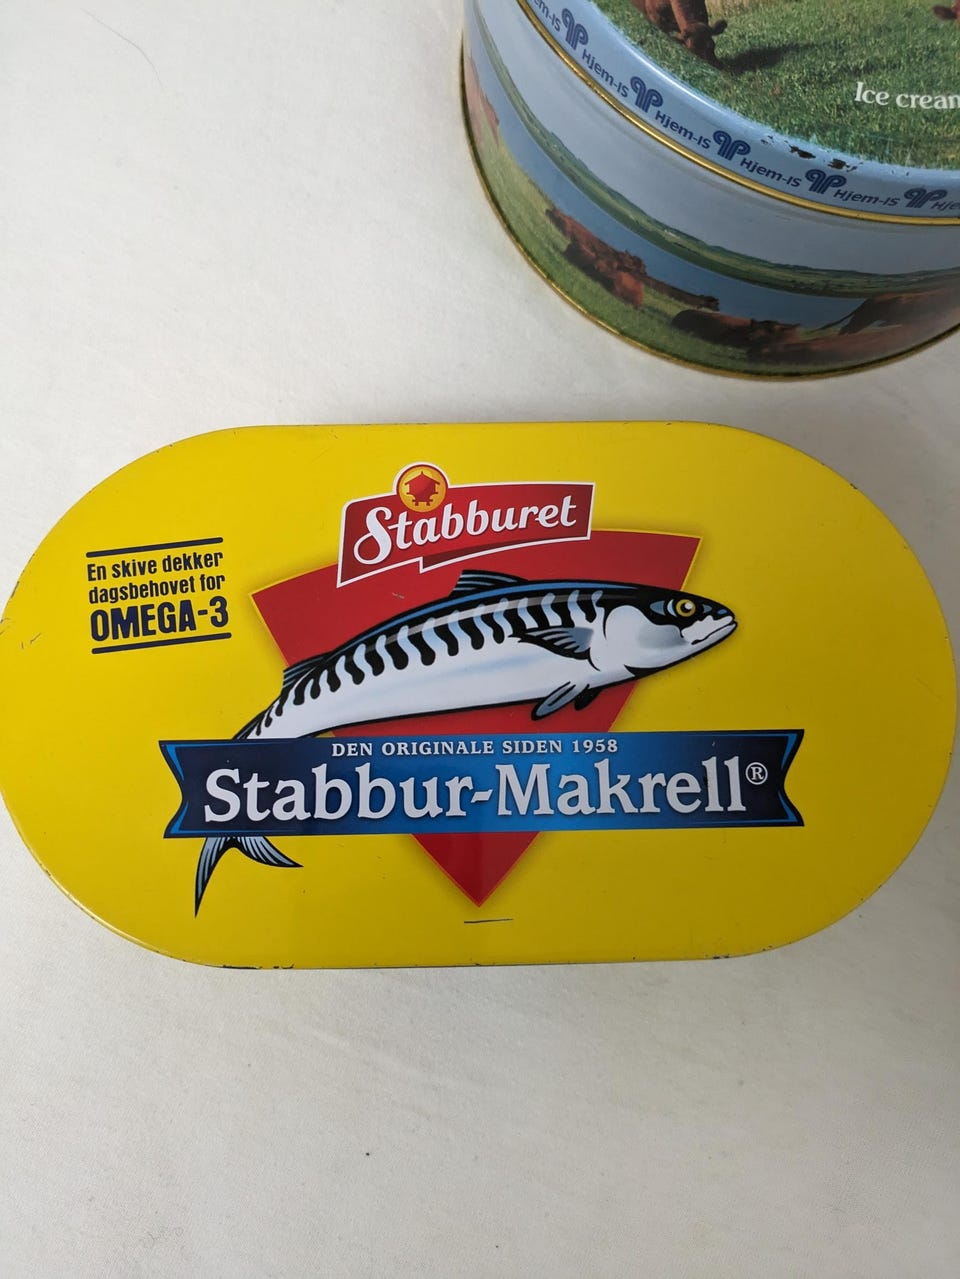 Hjem-IS Hjem-IS Hjem-IS Hjem-IS
Ice cream
Stabburet
En skive dekker
dagsbehovet for
OMEGA-3
DEN ORIGINALE SIDEN 1958
Stabbur-Makrell®